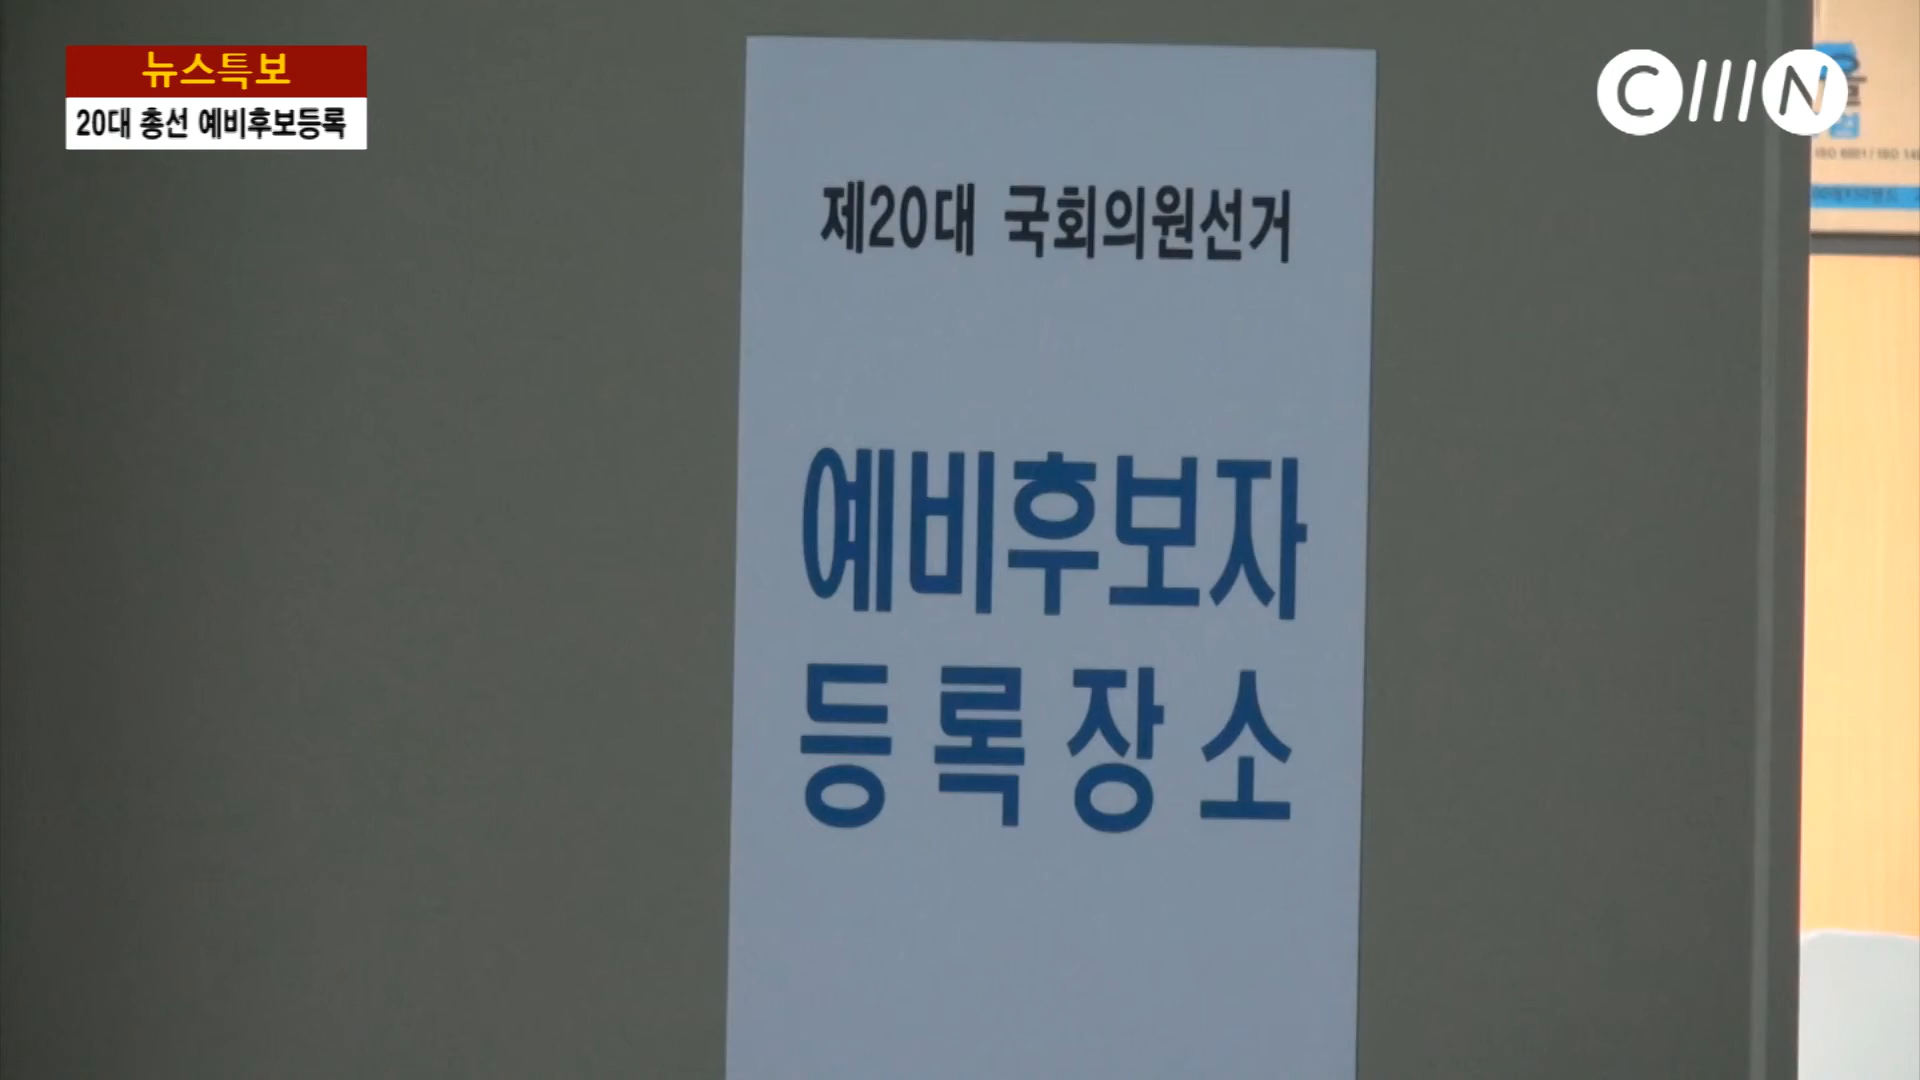 뉴스특보
20대 총선 예비후보등록
C///N
제20대 국회의원선거
예비후보자
등록장소